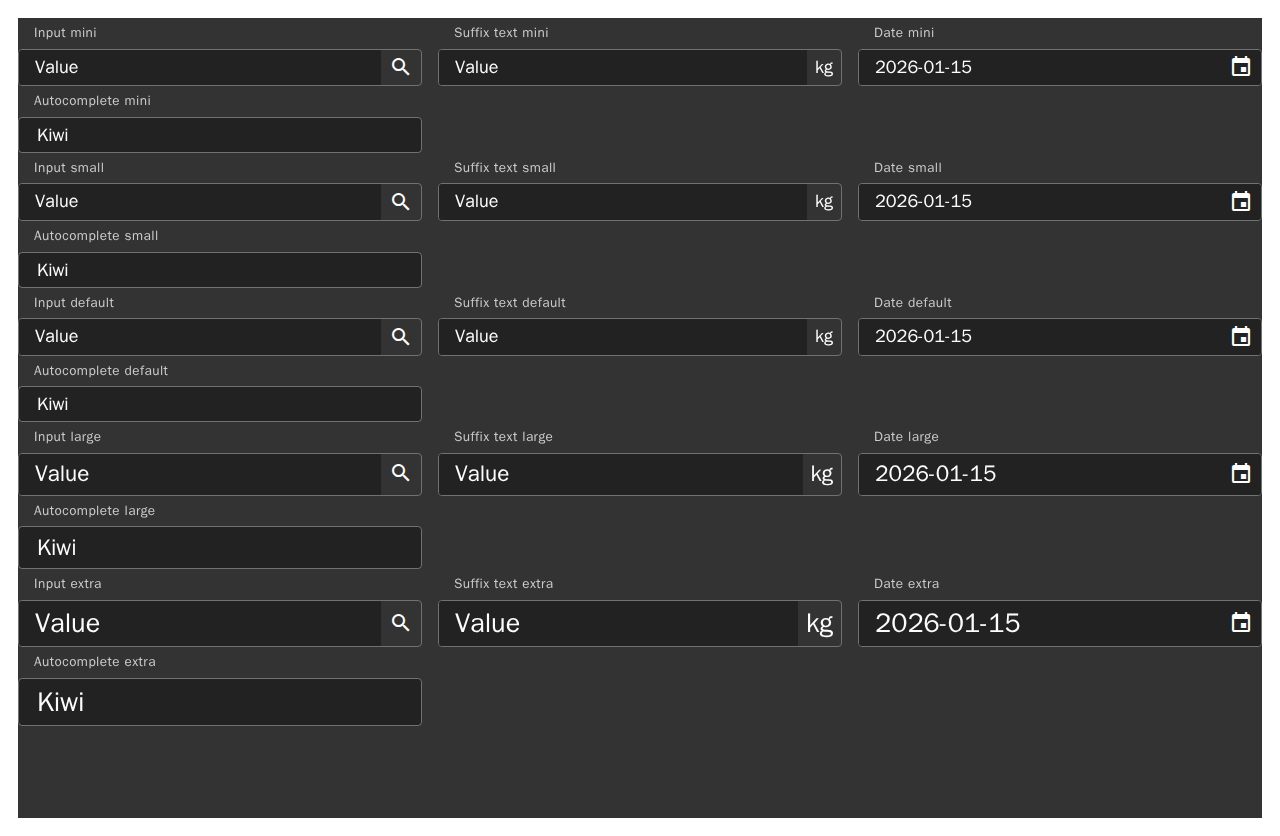 Input mini
Suffix text mini
Date mini
Value
Value
kg
2026-01-15
Autocomplete mini
Kiwi
Input small
Suffix text small
Date small
Value
Value
kg
2026-01-15
Autocomplete small
Kiwi
Input default
Suffix text default
Date default
Value
Value
kg
2026-01-15
Autocomplete default
Kiwi
Input large
Suffix text large
Date large
Value
Value
kg
2026-01-15
Autocomplete large
Kiwi
Input extra
Suffix text extra
Date extra
Value
Value
kg
2026-01-15
Autocomplete extra
Kiwi